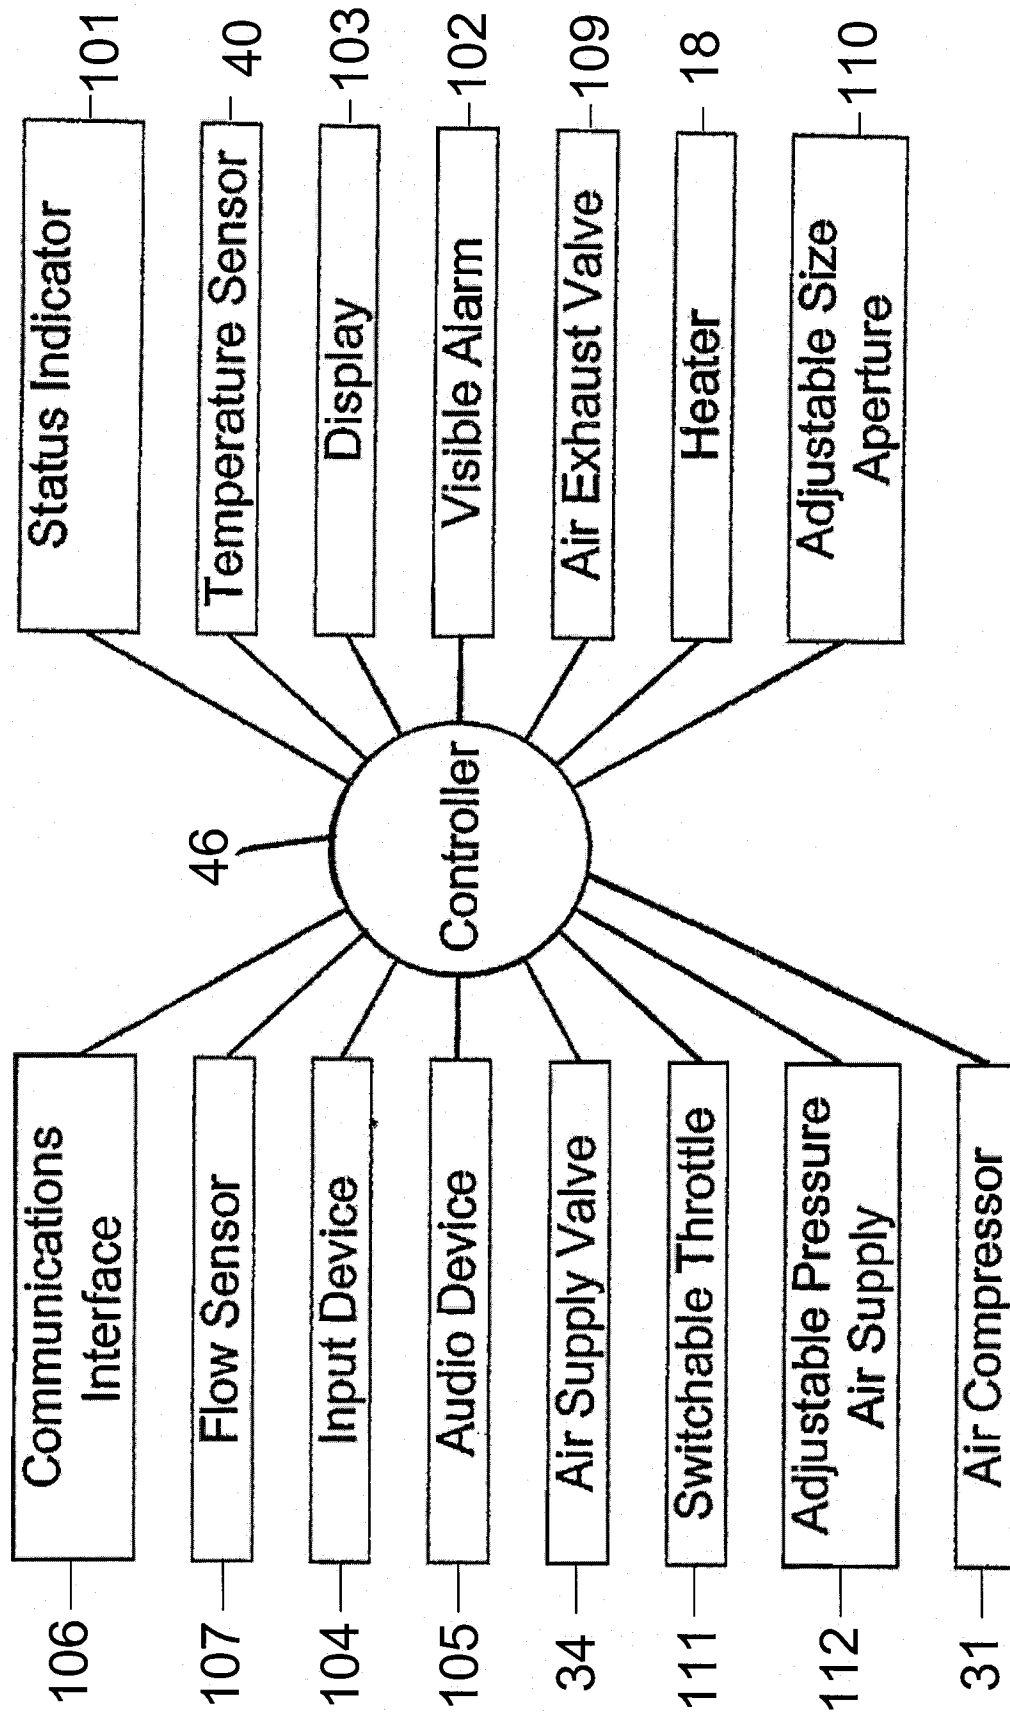 46
Controller
106
Communications
Interface
107
Flow Sensor
104
Input Device
105
Audio Device
34
Air Supply Valve
111
Switchable Throttle
112
Adjustable Pressure
Air Supply
31
Air Compressor
Status Indicator
101
Temperature Sensor
40
Display
103
Visible Alarm
102
Air Exhaust Valve
109
Heater
18
Adjustable Size
Aperture
110